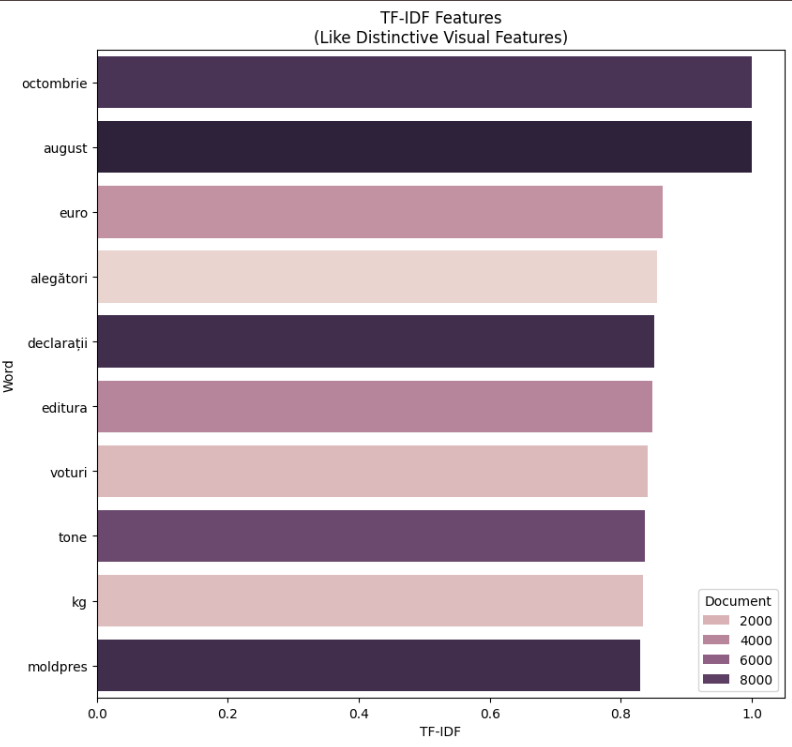 TF-IDF Features
(Like Distinctive Visual Features)
Word
octombrie
august
euro
alegători
declarații
editura
voturi
tone
kg
moldpres
Document
2000
4000
6000
8000
0.0 0.2 0.4 0.6 0.8 1.0
TF-IDF